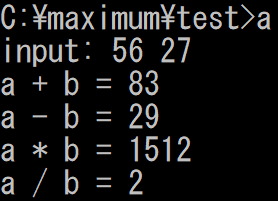 C:¥maximum¥test>a
input: 56 27
a + b = 83
a - b = 29
a * b = 1512
a / b = 2